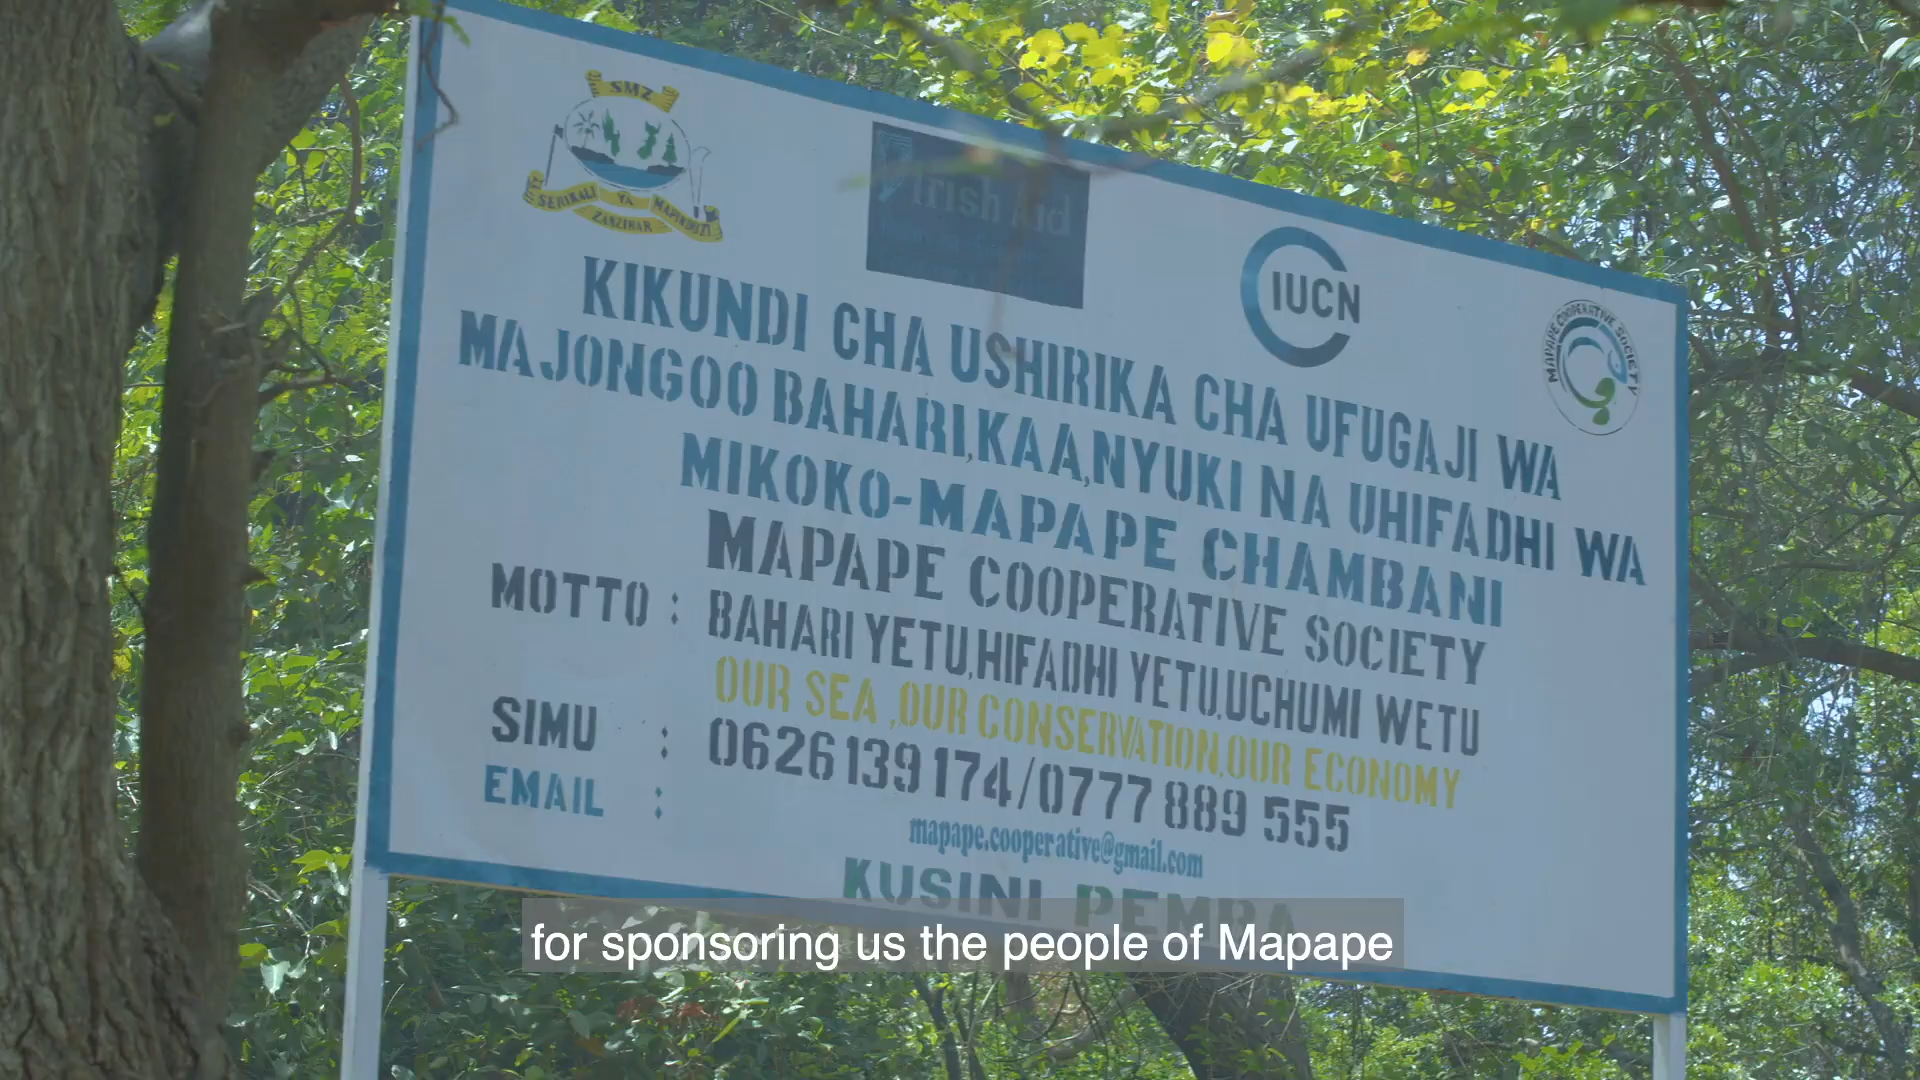 SMZ
SERIKALI YA MAPINDUZI
ZANZIBAR
Irish Aid
IUCN
MAPAPE COOPERATIVE SOCIETY
KIKUNDI CHA USHIRIKA CHA UFUGAJI WA
MAJONGOO BAHARI,KAA,NYUKI NA UHIFADHI WA
MIKOKO-MAPAPE CHAMBANI
MAPAPE COOPERATIVE SOCIETY
MOTTO : BAHARI YETU,HIFADHI YETU,UCHUMI WETU
OUR SEA ,OUR CONSERVATION,OUR ECONOMY
SIMU : 0626 139 174/0777 889 555
EMAIL : mapape.cooperative@gmail.com
KUSINI PEMBA
for sponsoring us the people of Mapape